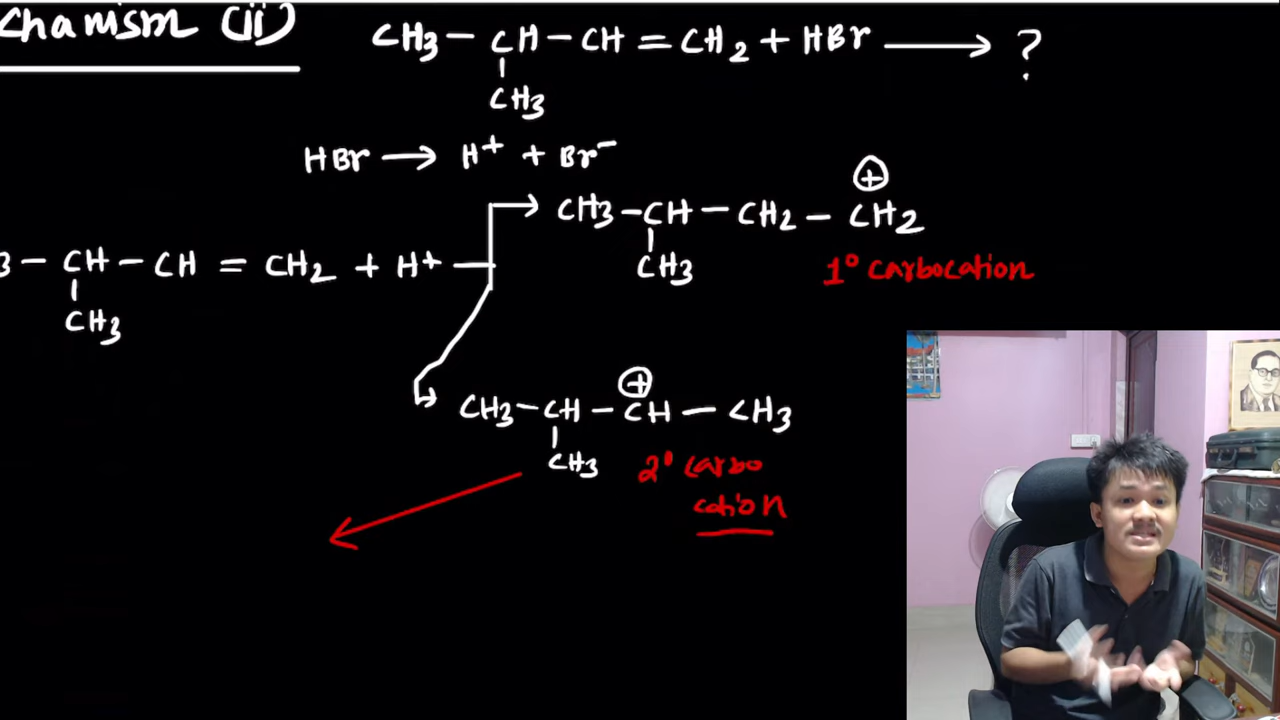 chanism (ii)
CH3 — CH — CH = CH2 + HBr ⟶ ?
|
CH3
HBr ⟶ H+ + Br−
⊕
CH3 — CH — CH2 — CH2
|
CH3
1° carbocation
3 — CH — CH = CH2 + H+
|
CH3
⊕
CH3 — CH — CH — CH3
|
CH3
2° carbo
cation